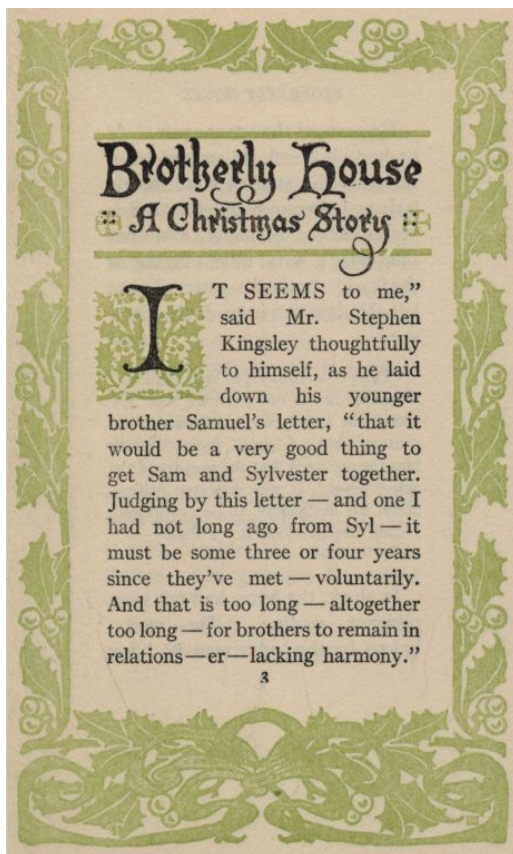 Brotherly House
A Christmas Story
IT SEEMS to me,”
said Mr. Stephen
Kingsley thoughtfully
to himself, as he laid
down his younger
brother Samuel’s letter, “that it
would be a very good thing to
get Sam and Sylvester together.
Judging by this letter — and one I
had not long ago from Syl — it
must be some three or four years
since they’ve met — voluntarily.
And that is too long — altogether
too long — for brothers to remain in
relations—er—lacking harmony.”
3